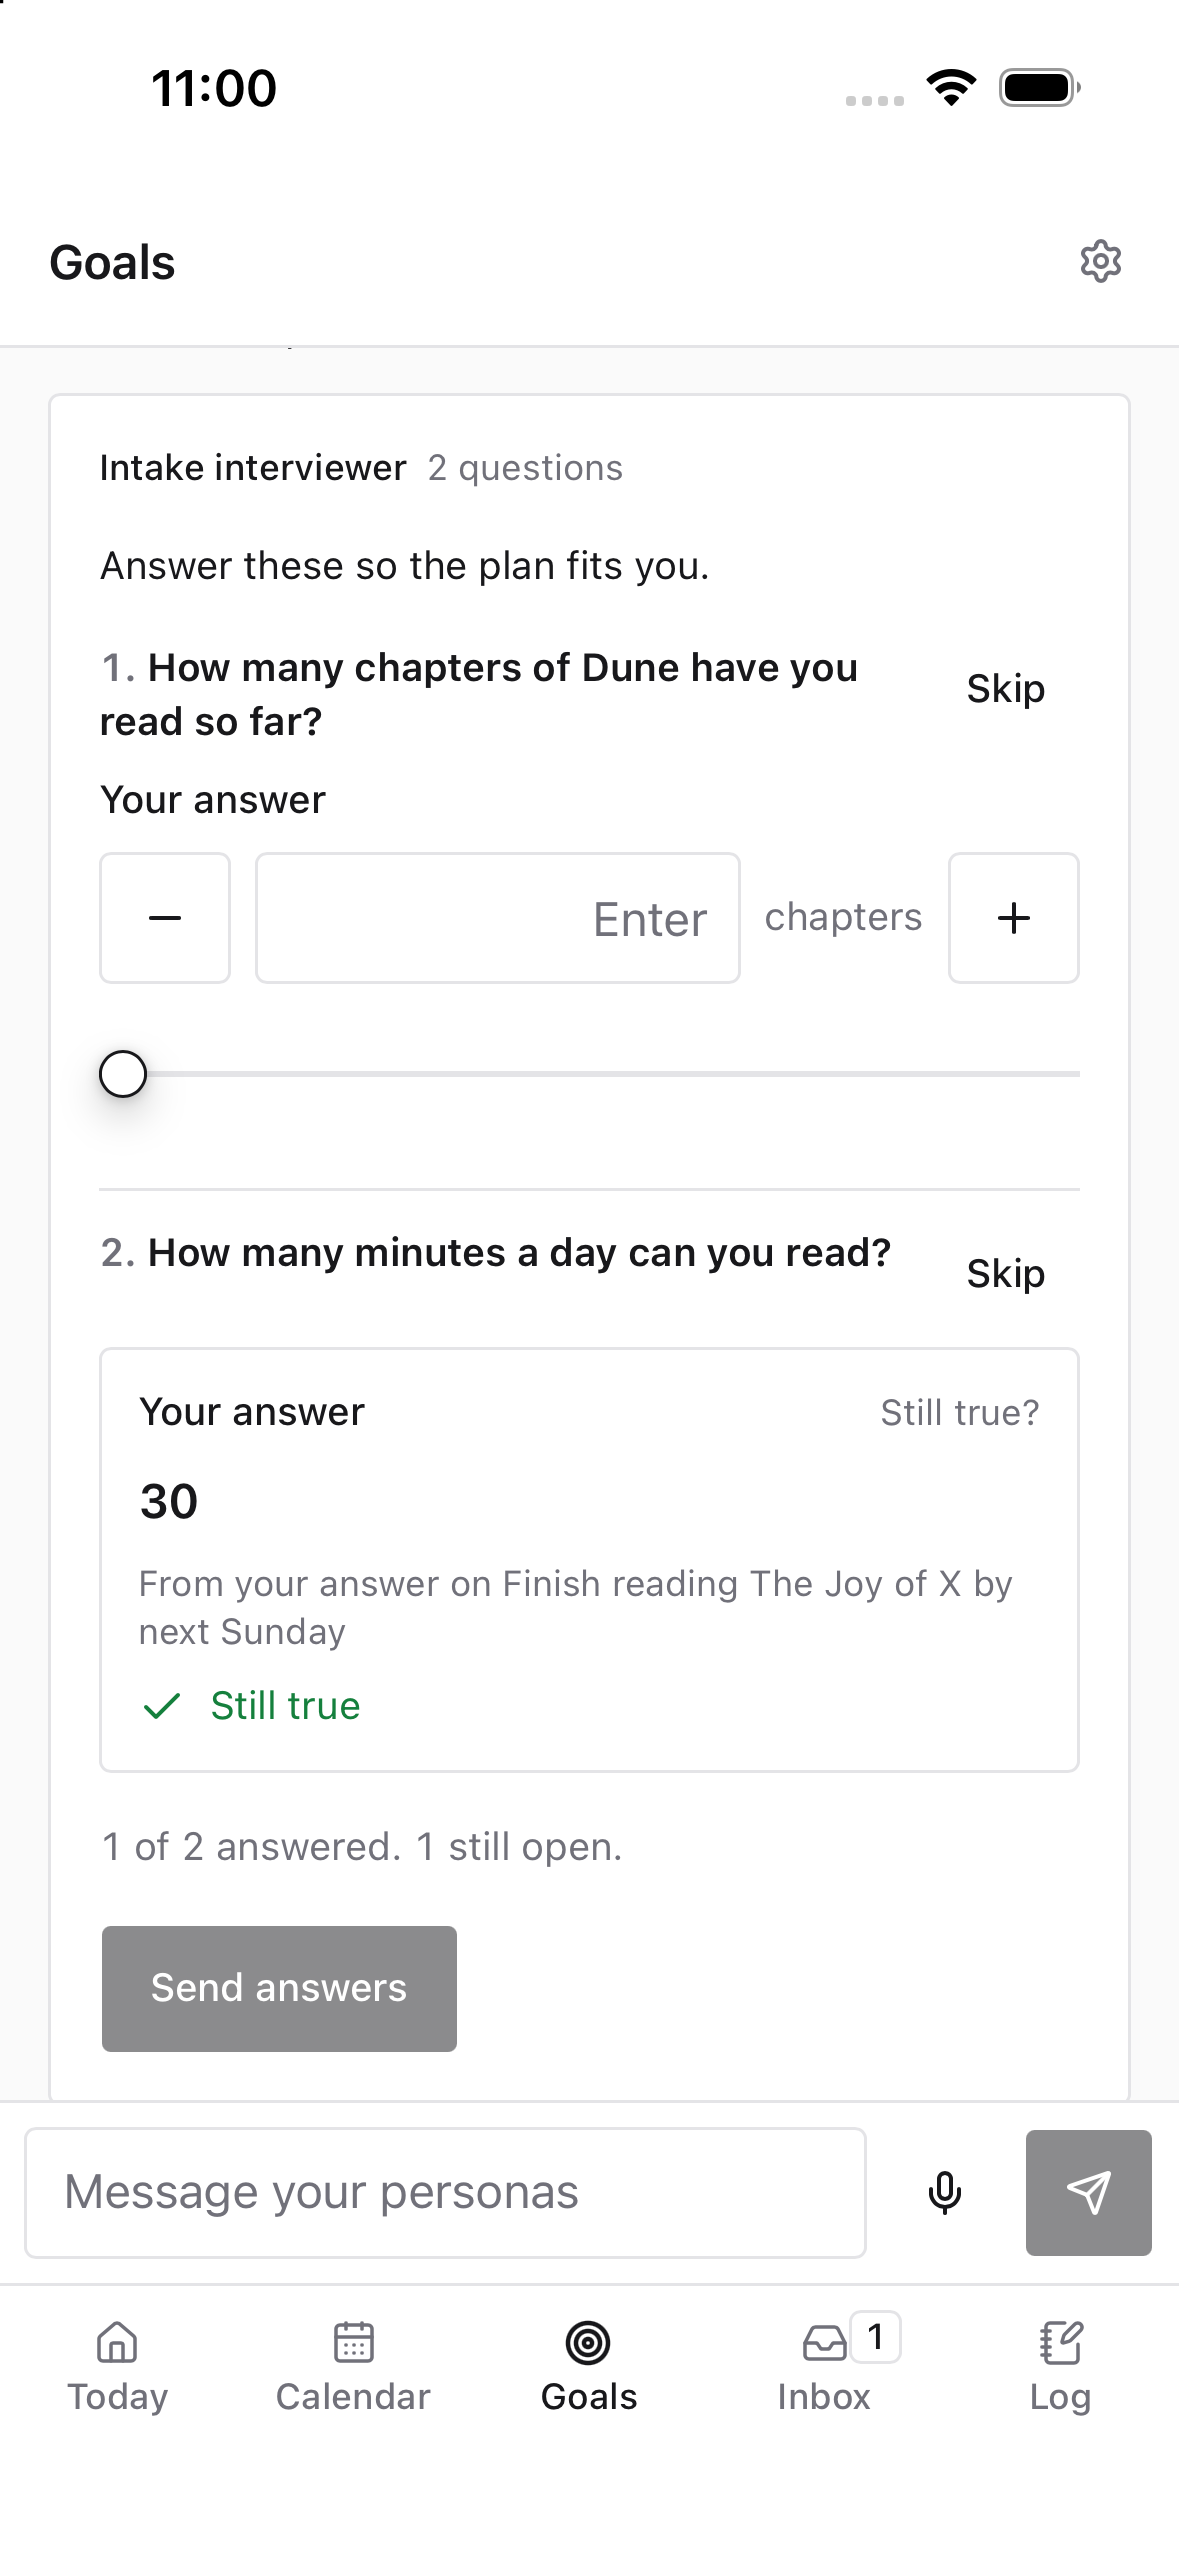 11:00
Goals
Intake interviewer 2 questions
Answer these so the plan fits you.
1. How many chapters of Dune have you
read so far?
Skip
Your answer
Enter
chapters
2. How many minutes a day can you read?
Skip
Your answer
Still true?
30
From your answer on Finish reading The Joy of X by
next Sunday
Still true
1 of 2 answered. 1 still open.
Send answers
Message your personas
1
Today
Calendar
Goals
Inbox
Log